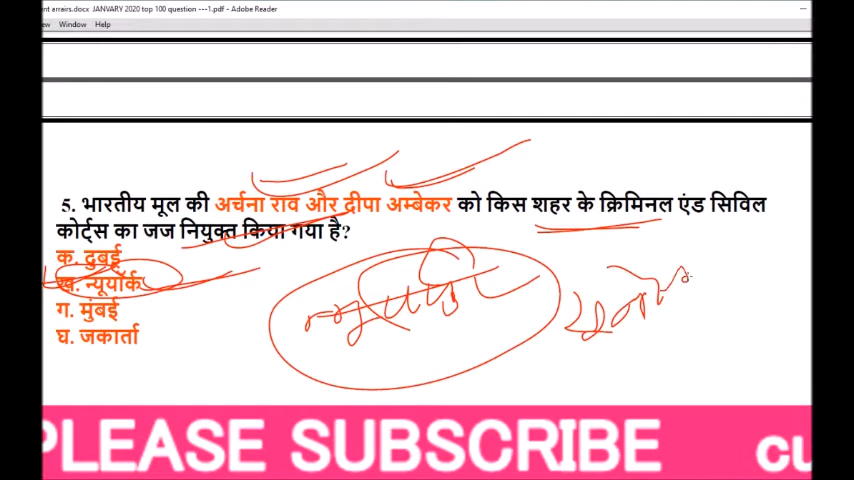 nt arrairs.docx JANVARY 2020 top 100 question ---1.pdf - Adobe Reader
ew Window Help
5. भारतीय मूल की अर्चना राव और दीपा अम्बेकर को किस शहर के क्रिमिनल एंड सिविल
कोर्ट्स का जज नियुक्त किया गया है?
क. दुबई
ख. न्यूयॉर्क
ग. मुंबई
घ. जकार्ता
PLEASE SUBSCRIBE cu